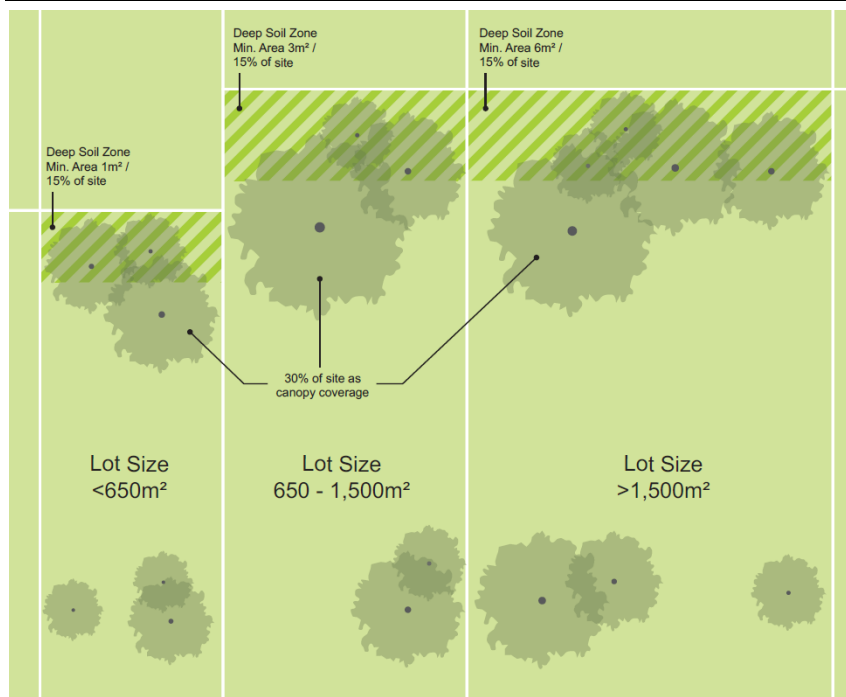 Deep Soil Zone
Min. Area 3m² /
15% of site
Deep Soil Zone
Min. Area 6m² /
15% of site
Deep Soil Zone
Min. Area 1m² /
15% of site
30% of site as
canopy coverage
Lot Size
<650m²
Lot Size
650 - 1,500m²
Lot Size
>1,500m²